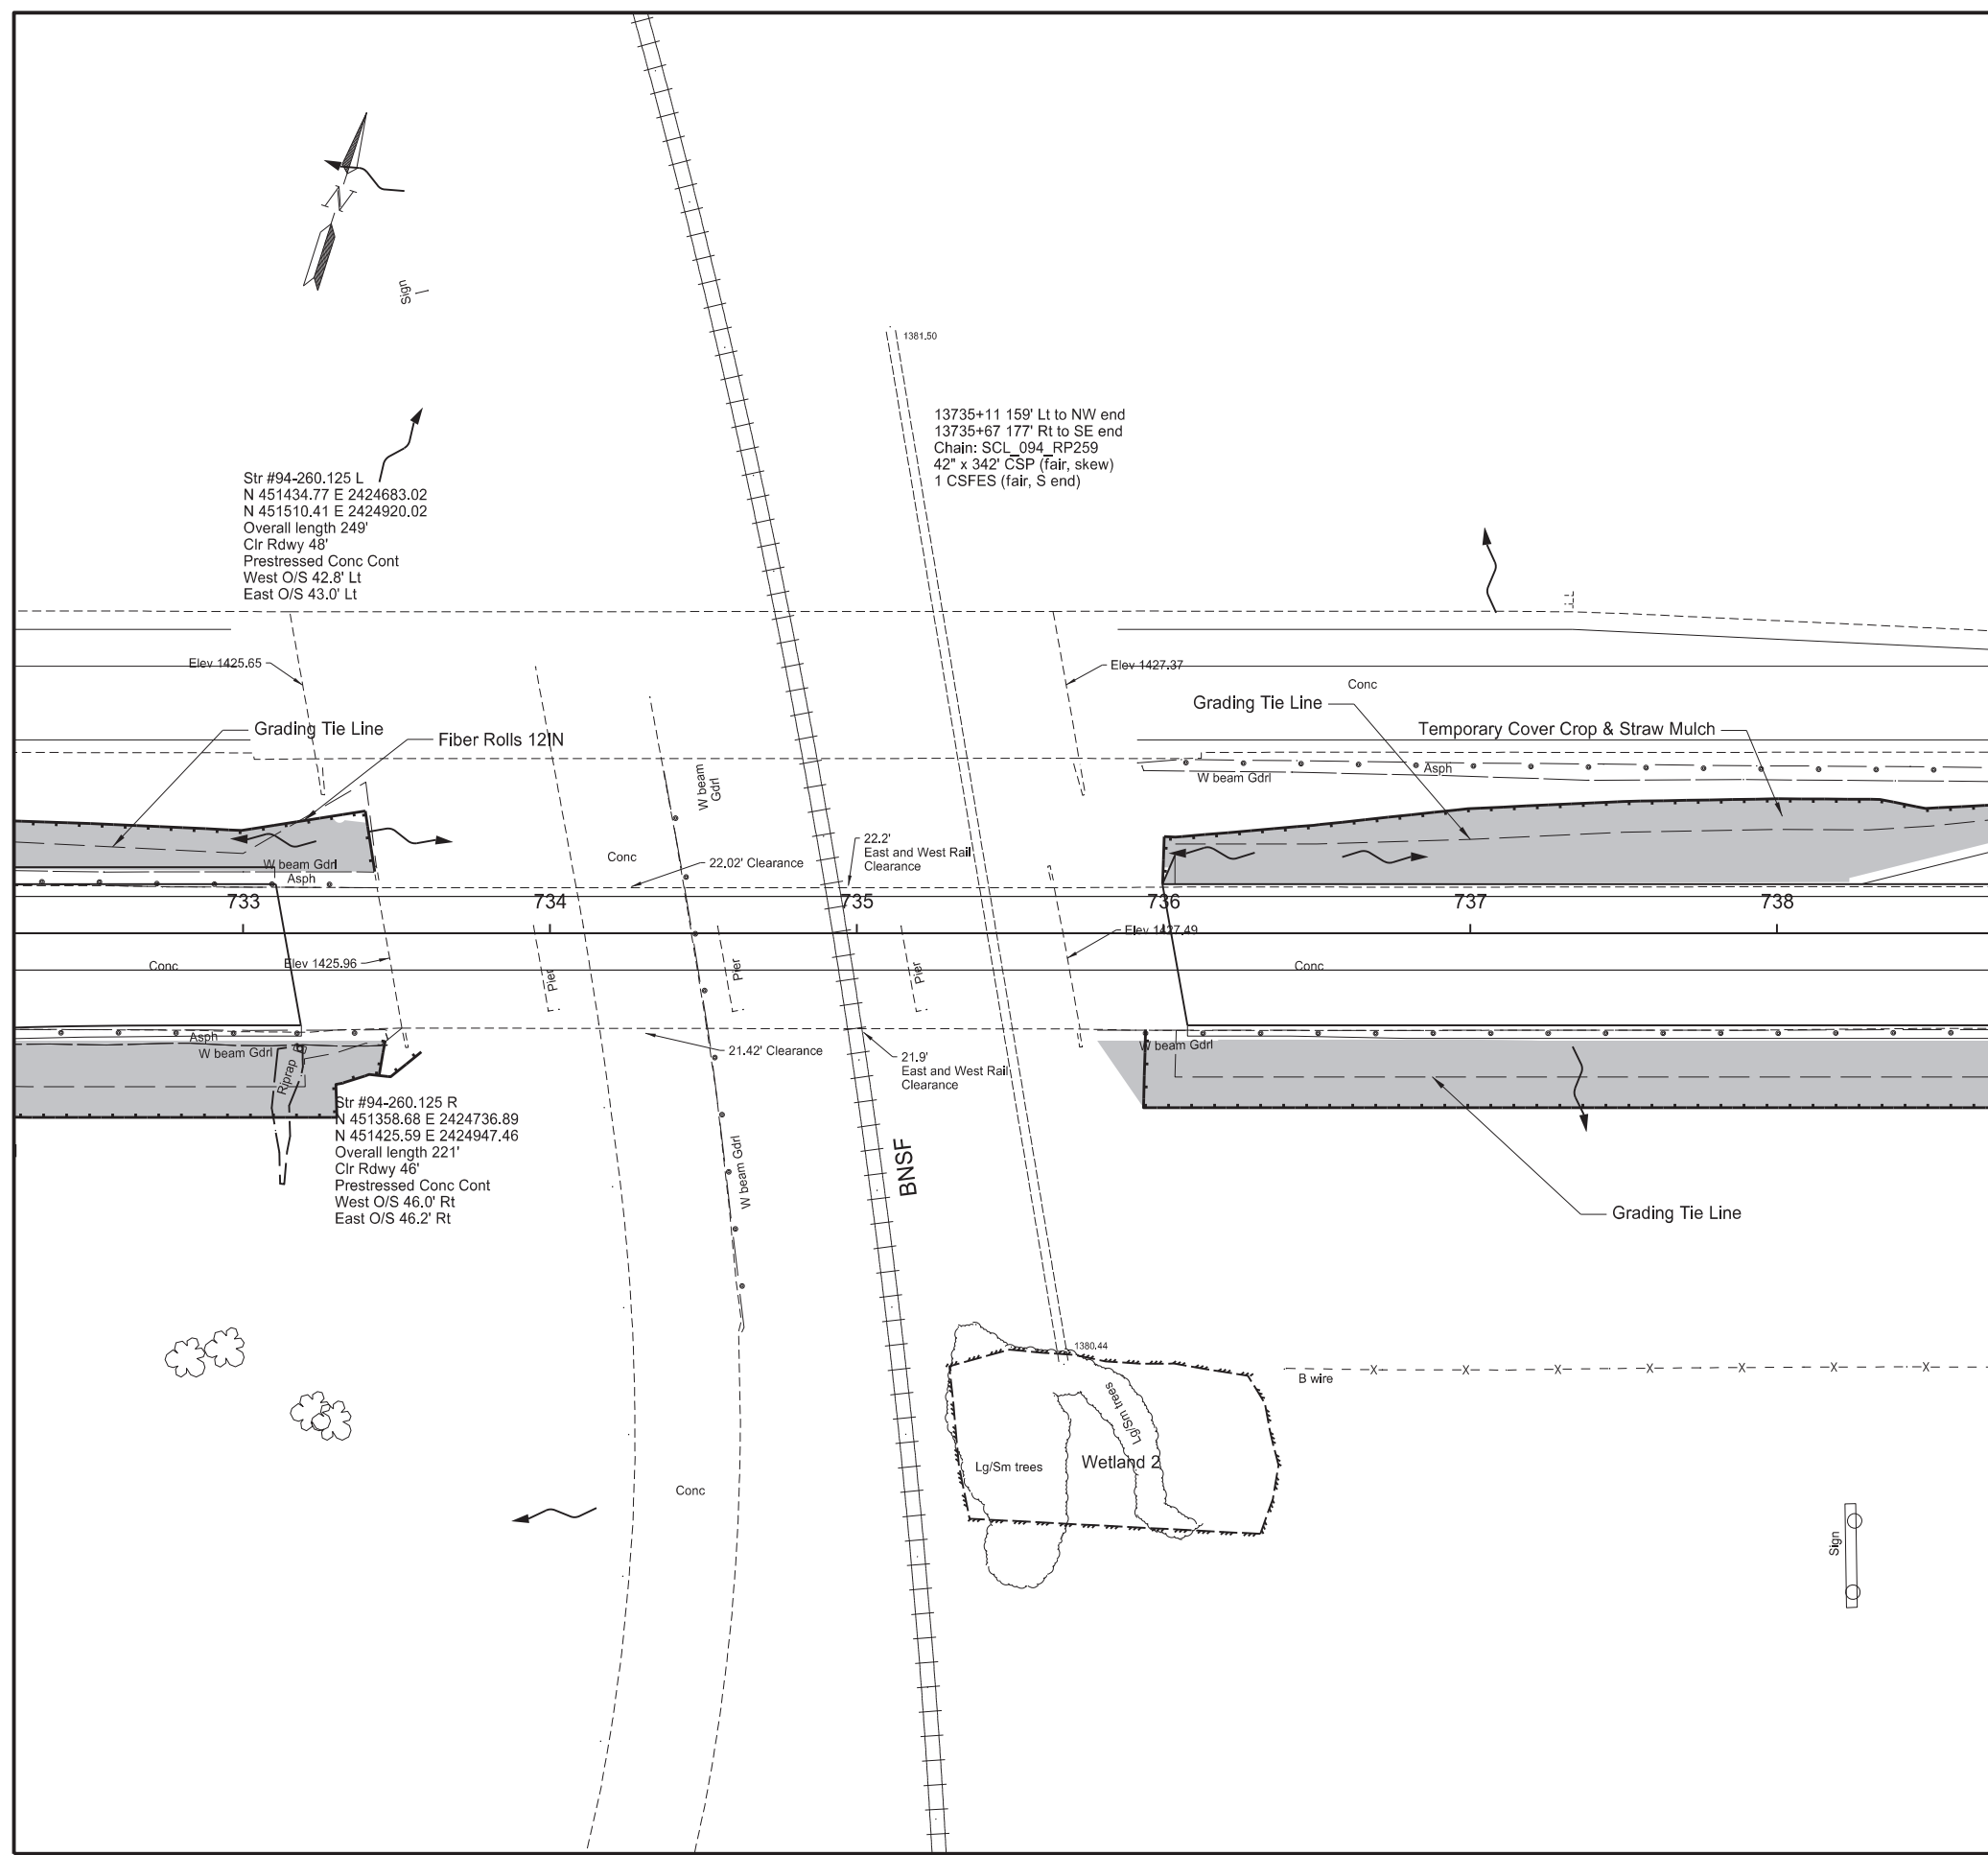 N
Sign
1381.50
13735+11 159' Lt to NW end
13735+67 177' Rt to SE end
Chain: SCL_094_RP259
42" x 342' CSP (fair, skew)
1 CSFES (fair, S end)
Str #94-260.125 L
N 451434.77 E 2424683.02
N 451510.41 E 2424920.02
Overall length 249'
Clr Rdwy 48'
Prestressed Conc Cont
West O/S 42.8' Lt
East O/S 43.0' Lt
Elev 1425.65
Elev 1427.37
Conc
Grading Tie Line
Grading Tie Line
Fiber Rolls 12IN
Temporary Cover Crop & Straw Mulch
W beam
Gdrl
Asph
W beam Gdrl
22.2'
East and West Rail
Clearance
Conc
22.02' Clearance
W beam Gdrl
Asph
733
734
735
736
737
738
Elev 1427.49
Conc
Elev 1425.96
Pier
Pier
Pier
Conc
Asph
W beam Gdrl
21.42' Clearance
21.9'
East and West Rail
Clearance
W beam Gdrl
Riprap
Str #94-260.125 R
N 451358.68 E 2424736.89
N 451425.59 E 2424947.46
Overall length 221'
Clr Rdwy 46'
Prestressed Conc Cont
West O/S 46.0' Rt
East O/S 46.2' Rt
W beam Gdrl
BNSF
Grading Tie Line
1380.44
B wire
X X X X X X X
Lg/Sm trees
Lg/Sm trees
Wetland 2
Conc
Sign